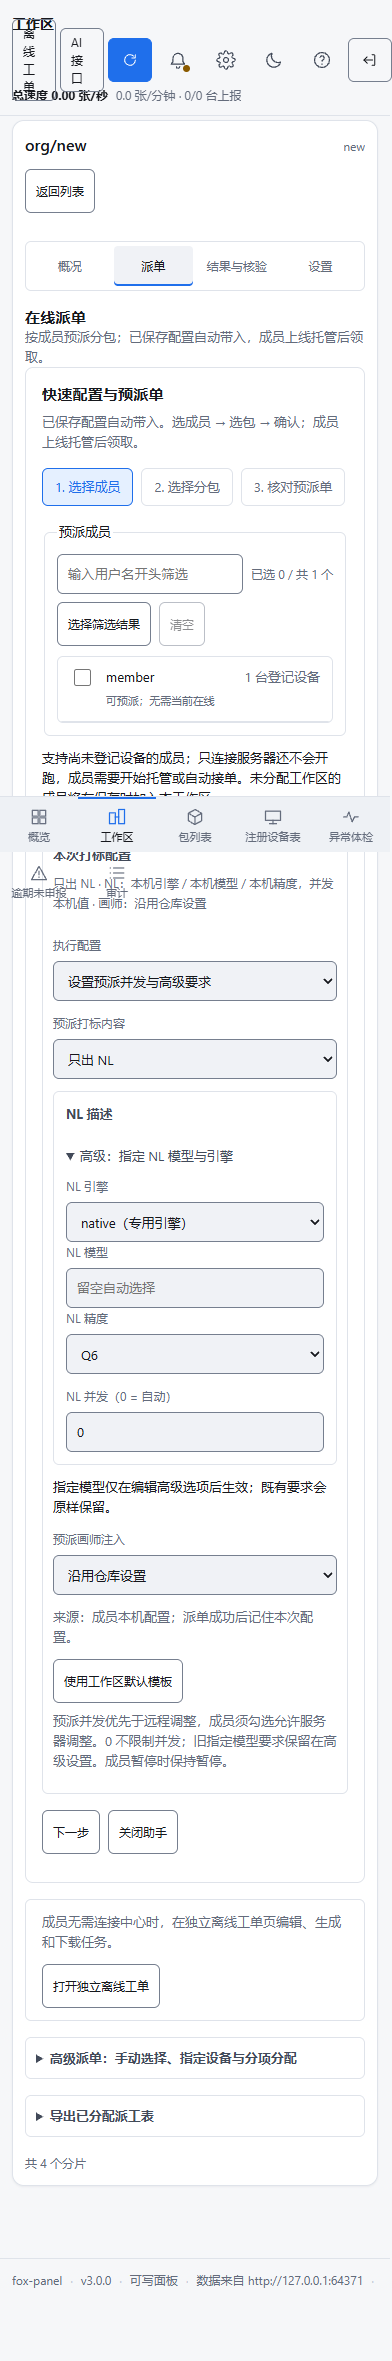 工作区
离线工单
AI接口
总速度 0.00 张/秒 0.0 张/分钟 · 0/0 台上报
org/new
new
返回列表
概况
派单
结果与核验
设置
在线派单
按成员预派分包；已保存配置自动带入，成员上线托管后领
取。
快速配置与预派单
已保存配置自动带入。选成员 → 选包 → 确认；成员
上线托管后领取。
1. 选择成员
2. 选择分包
3. 核对预派单
预派成员
输入用户名开头筛选
已选 0 / 共 1 个
选择筛选结果
清空
member
1 台登记设备
可预派；无需当前在线
支持尚未登记设备的成员；只连接服务器还不会开
跑，成员需要开始托管或自动接单。未分配工作区的
概览
工作区
包列表
注册设备表
异常体检
逾期未申报
审计
本次打标配置
只出 NL · NL：本机引擎 / 本机模型 / 本机精度，并发
本机值 · 画师：沿用仓库设置
执行配置
设置预派并发与高级要求
预派打标内容
只出 NL
NL 描述
▼ 高级：指定 NL 模型与引擎
NL 引擎
native（专用引擎）
NL 模型
留空自动选择
NL 精度
Q6
NL 并发（0 = 自动）
0
指定模型仅在编辑高级选项后生效；既有要求会
原样保留。
预派画师注入
沿用仓库设置
来源：成员本机配置；派单成功后记住本次配
置。
使用工作区默认模板
预派并发优先于远程调整，成员须勾选允许服务
器调整。0 不限制并发；旧指定模型要求保留在高
级设置。成员暂停时保持暂停。
下一步
关闭助手
成员无需连接中心时，在独立离线工单页编辑、生成
和下载任务。
打开独立离线工单
▶ 高级派单：手动选择、指定设备与分项分配
▶ 导出已分配派工表
共 4 个分片
fox-panel · v3.0.0 · 可写面板 · 数据来自 http://127.0.0.1:64371 ·